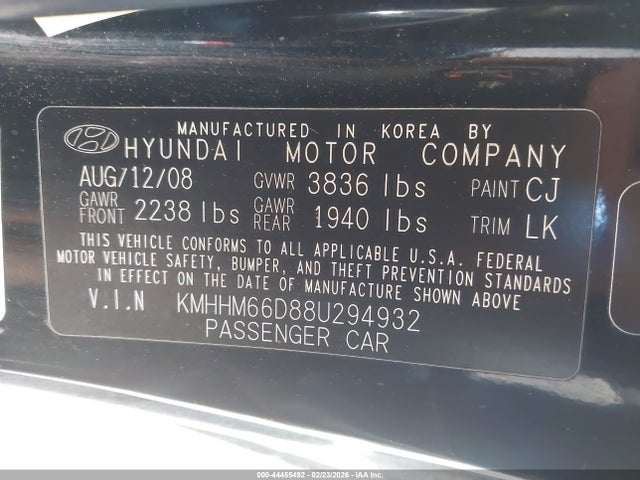 MANUFACTURED IN KOREA BY
HYUNDAI MOTOR COMPANY
AUG/12/08 GVWR 3836 lbs PAINT CJ
GAWR FRONT 2238 lbs GAWR REAR 1940 lbs TRIM LK
THIS VEHICLE CONFORMS TO ALL APPLICABLE U.S.A. FEDERAL
MOTOR VEHICLE SAFETY, BUMPER, AND THEFT PREVENTION STANDARDS
IN EFFECT ON THE DATE OF MANUFACTURE SHOWN ABOVE
V.I.N KMHHM66D88U294932
PASSENGER CAR
000-44455492 - 02/23/2026 - IAAI.COM